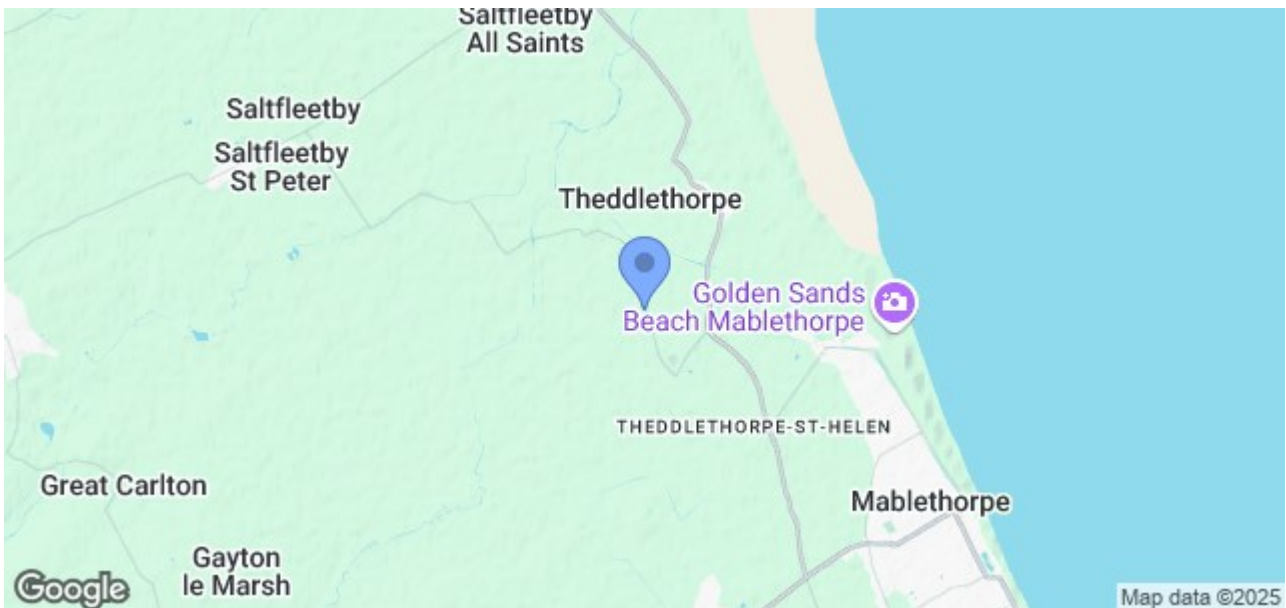 Saltfleetby
All Saints
Saltfleetby
Saltfleetby
St Peter
Theddlethorpe
Golden Sands
Beach Mablethorpe
THEDDLETHORPE-ST-HELEN
Great Carlton
Mablethorpe
Gayton
le Marsh
Google
Map data ©2025